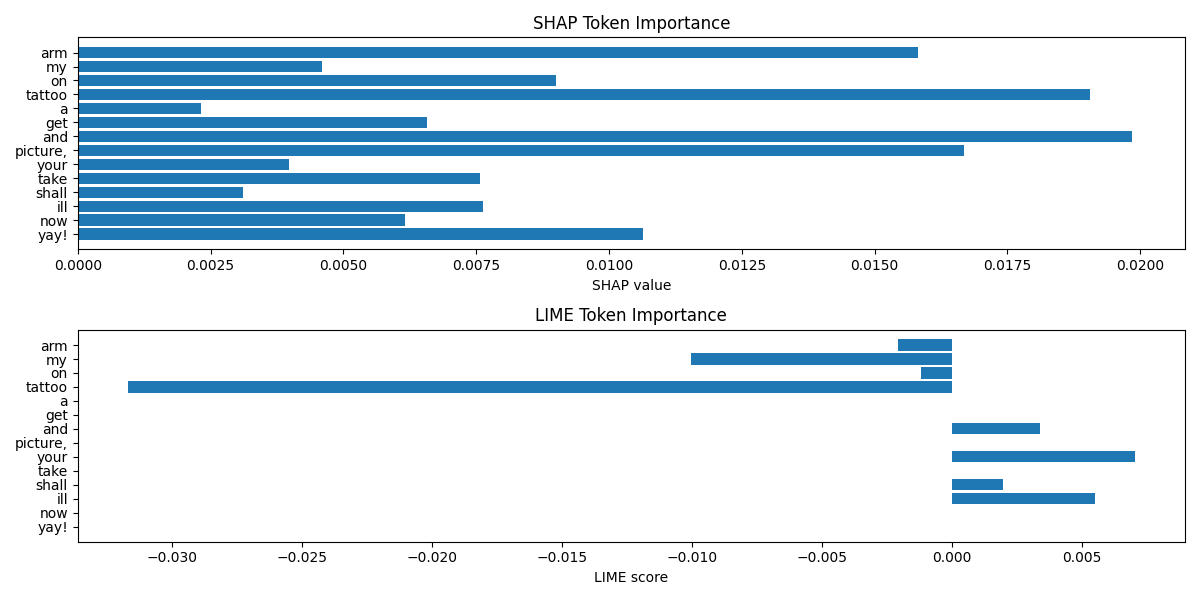 SHAP Token Importance
arm
my
on
tattoo
a
get
and
picture,
your
take
shall
ill
now
yay!
0.0000 0.0025 0.0050 0.0075 0.0100 0.0125 0.0150 0.0175 0.0200
SHAP value
LIME Token Importance
arm
my
on
tattoo
a
get
and
picture,
your
take
shall
ill
now
yay!
−0.030 −0.025 −0.020 −0.015 −0.010 −0.005 0.000 0.005
LIME score